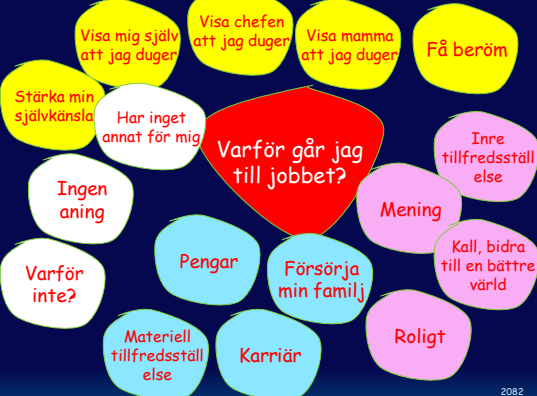 Visa mig själv
att jag duger
Visa chefen
att jag duger
Visa mamma
att jag duger
Få beröm
Stärka min
självkänsla
Har inget
annat för mig
Varför går jag
till jobbet?
Inre
tillfredsställ
else
Ingen
aning
Mening
Kall, bidra
till en bättre
värld
Varför
inte?
Pengar
Försörja
min familj
Roligt
Materiell
tillfredsställ
else
Karriär
2082